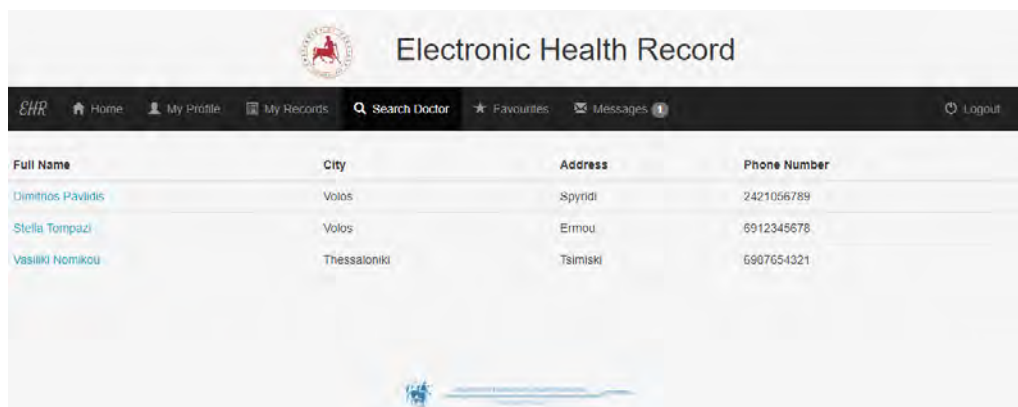 Electronic Health Record
EHR Home My Profile My Records Search Doctor Favourites Messages 1 Logout
Full Name City Address Phone Number
Dimitrios Pavlidis Volos Spyridi 2421056789
Stella Tompazi Volos Ermou 6912345678
Vasiliki Nomikou Thessaloniki Tsimiski 6987654321